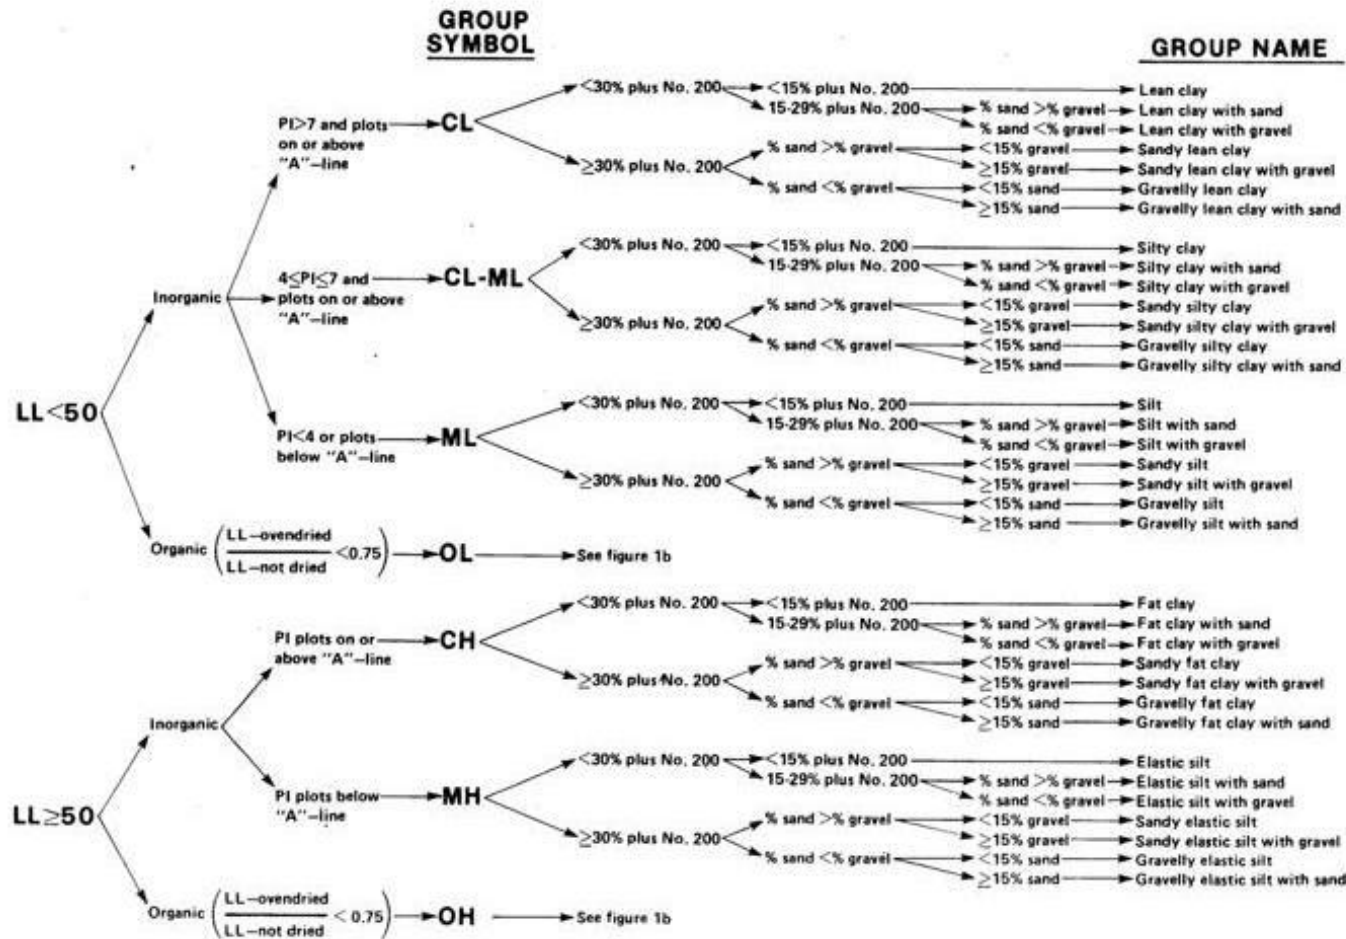 GROUP
SYMBOL
GROUP NAME
<30% plus No. 200
<15% plus No. 200
Lean clay
15-29% plus No. 200
% sand >% gravel
Lean clay with sand
% sand <% gravel
Lean clay with gravel
PI>7 and plots
on or above
"A"-line
CL
≥30% plus No. 200
% sand >% gravel
<15% gravel
Sandy lean clay
≥15% gravel
Sandy lean clay with gravel
% sand <% gravel
<15% sand
Gravelly lean clay
≥15% sand
Gravelly lean clay with sand
<30% plus No. 200
<15% plus No. 200
Silty clay
15-29% plus No. 200
% sand >% gravel
Silty clay with sand
% sand <% gravel
Silty clay with gravel
Inorganic
4≤PI≤7 and
plots on or above
"A"-line
CL-ML
≥30% plus No. 200
% sand >% gravel
<15% gravel
Sandy silty clay
≥15% gravel
Sandy silty clay with gravel
% sand <% gravel
<15% sand
Gravelly silty clay
≥15% sand
Gravelly silty clay with sand
LL<50
<30% plus No. 200
<15% plus No. 200
Silt
15-29% plus No. 200
% sand >% gravel
Silt with sand
% sand <% gravel
Silt with gravel
PI<4 or plots
below "A"-line
ML
≥30% plus No. 200
% sand >% gravel
<15% gravel
Sandy silt
≥15% gravel
Sandy silt with gravel
% sand <% gravel
<15% sand
Gravelly silt
≥15% sand
Gravelly silt with sand
Organic
LL-ovendried
LL-not dried
<0.75
OL
See figure 1b
<30% plus No. 200
<15% plus No. 200
Fat clay
15-29% plus No. 200
% sand >% gravel
Fat clay with sand
% sand <% gravel
Fat clay with gravel
PI plots on or
above "A"-line
CH
≥30% plus No. 200
% sand >% gravel
<15% gravel
Sandy fat clay
≥15% gravel
Sandy fat clay with gravel
% sand <% gravel
<15% sand
Gravelly fat clay
≥15% sand
Gravelly fat clay with sand
Inorganic
LL≥50
<30% plus No. 200
<15% plus No. 200
Elastic silt
15-29% plus No. 200
% sand >% gravel
Elastic silt with sand
% sand <% gravel
Elastic silt with gravel
PI plots below
"A"-line
MH
≥30% plus No. 200
% sand >% gravel
<15% gravel
Sandy elastic silt
≥15% gravel
Sandy elastic silt with gravel
% sand <% gravel
<15% sand
Gravelly elastic silt
≥15% sand
Gravelly elastic silt with sand
Organic
LL-ovendried
LL-not dried
<0.75
OH
See figure 1b